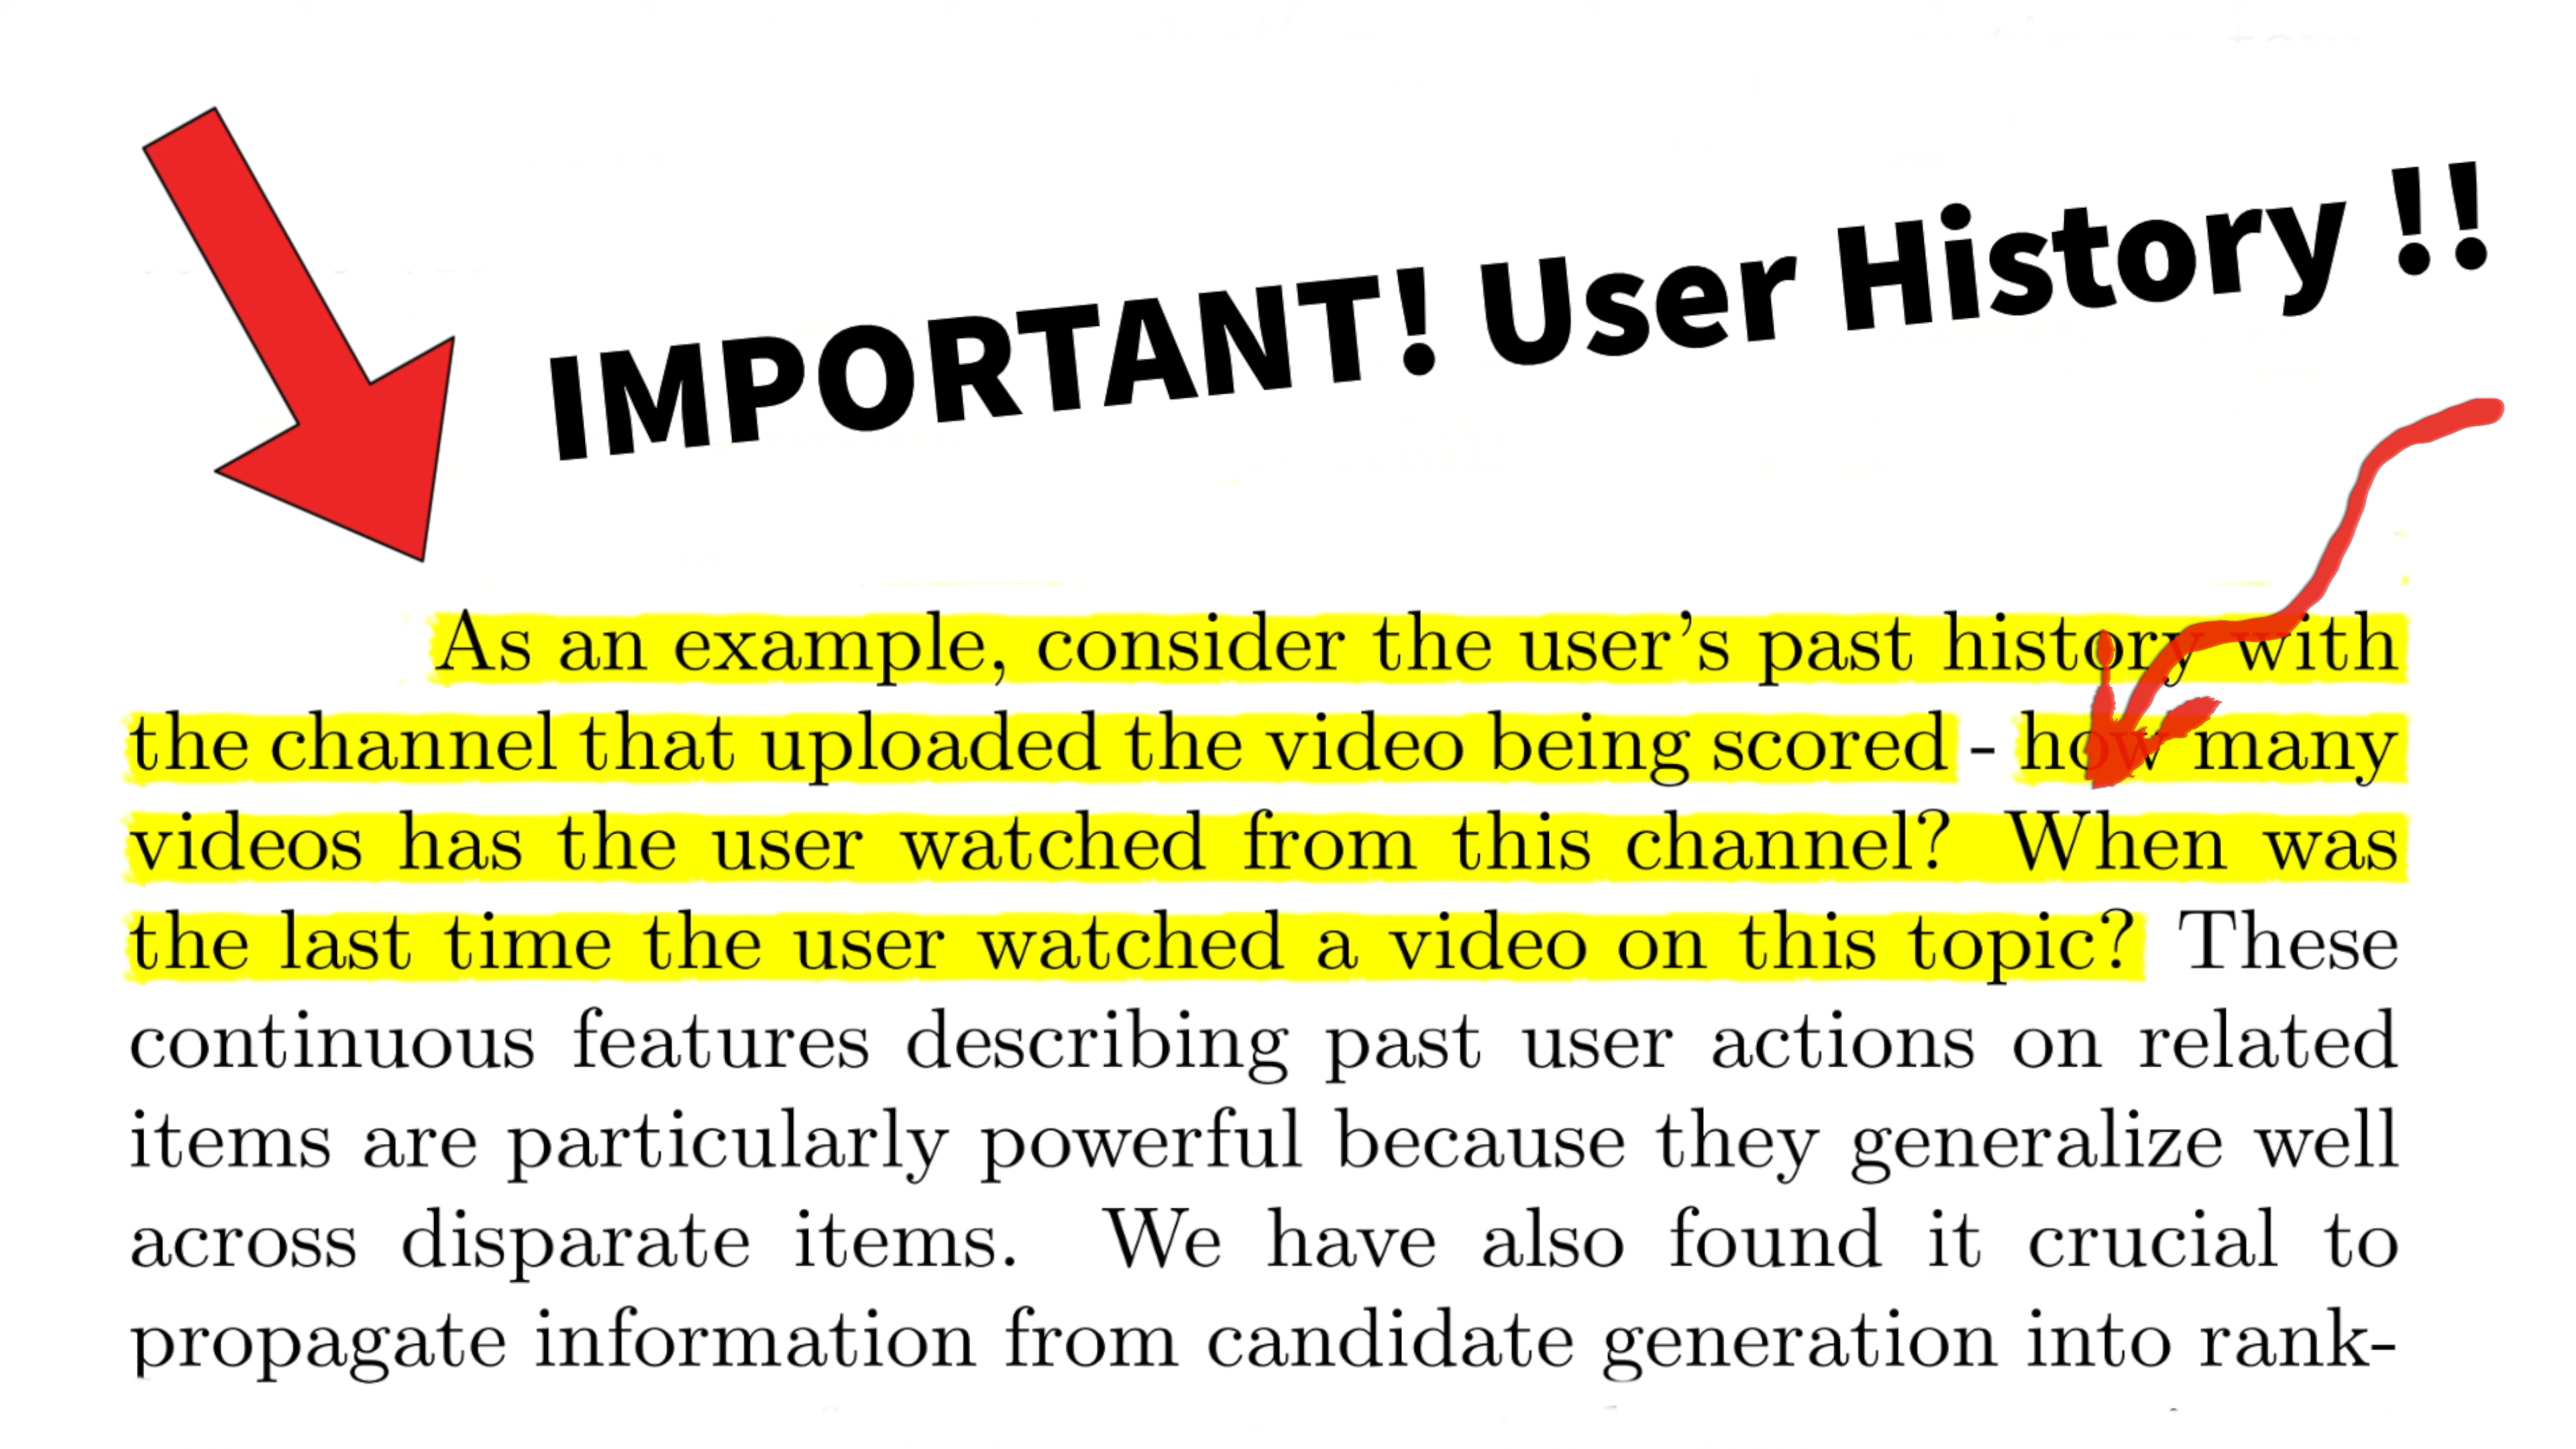 IMPORTANT! User History !!
As an example, consider the user's past history with
the channel that uploaded the video being scored - how many
videos has the user watched from this channel? When was
the last time the user watched a video on this topic? These
continuous features describing past user actions on related
items are particularly powerful because they generalize well
across disparate items. We have also found it crucial to
propagate information from candidate generation into rank-